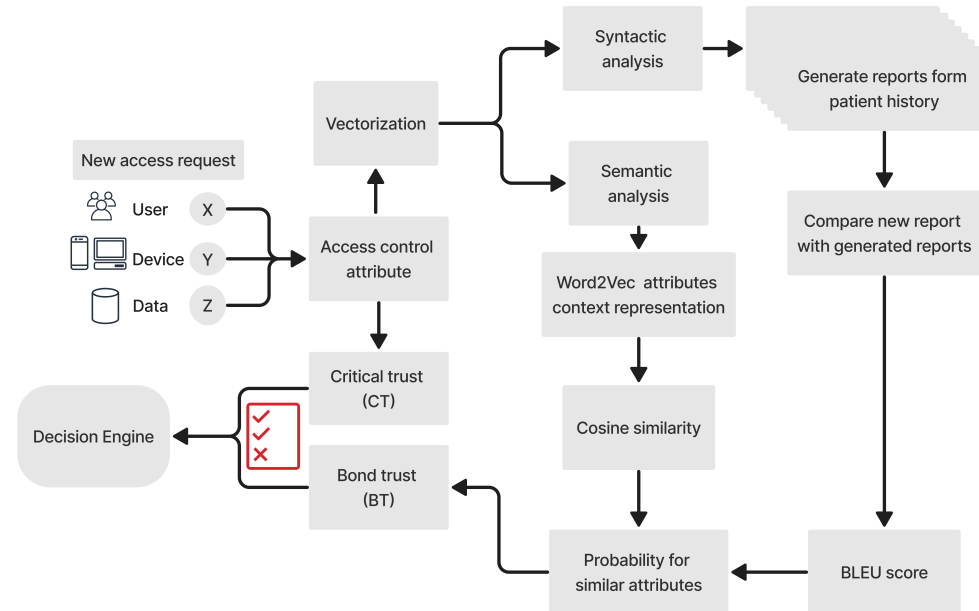 Syntactic
analysis
Generate reports form
patient history
Vectorization
New access request
User
X
Device
Y
Data
Z
Access control
attribute
Semantic
analysis
Compare new report
with generated reports
Word2Vec attributes
context representation
Critical trust
(CT)
Decision Engine
Cosine similarity
Bond trust
(BT)
Probability for
similar attributes
BLEU score